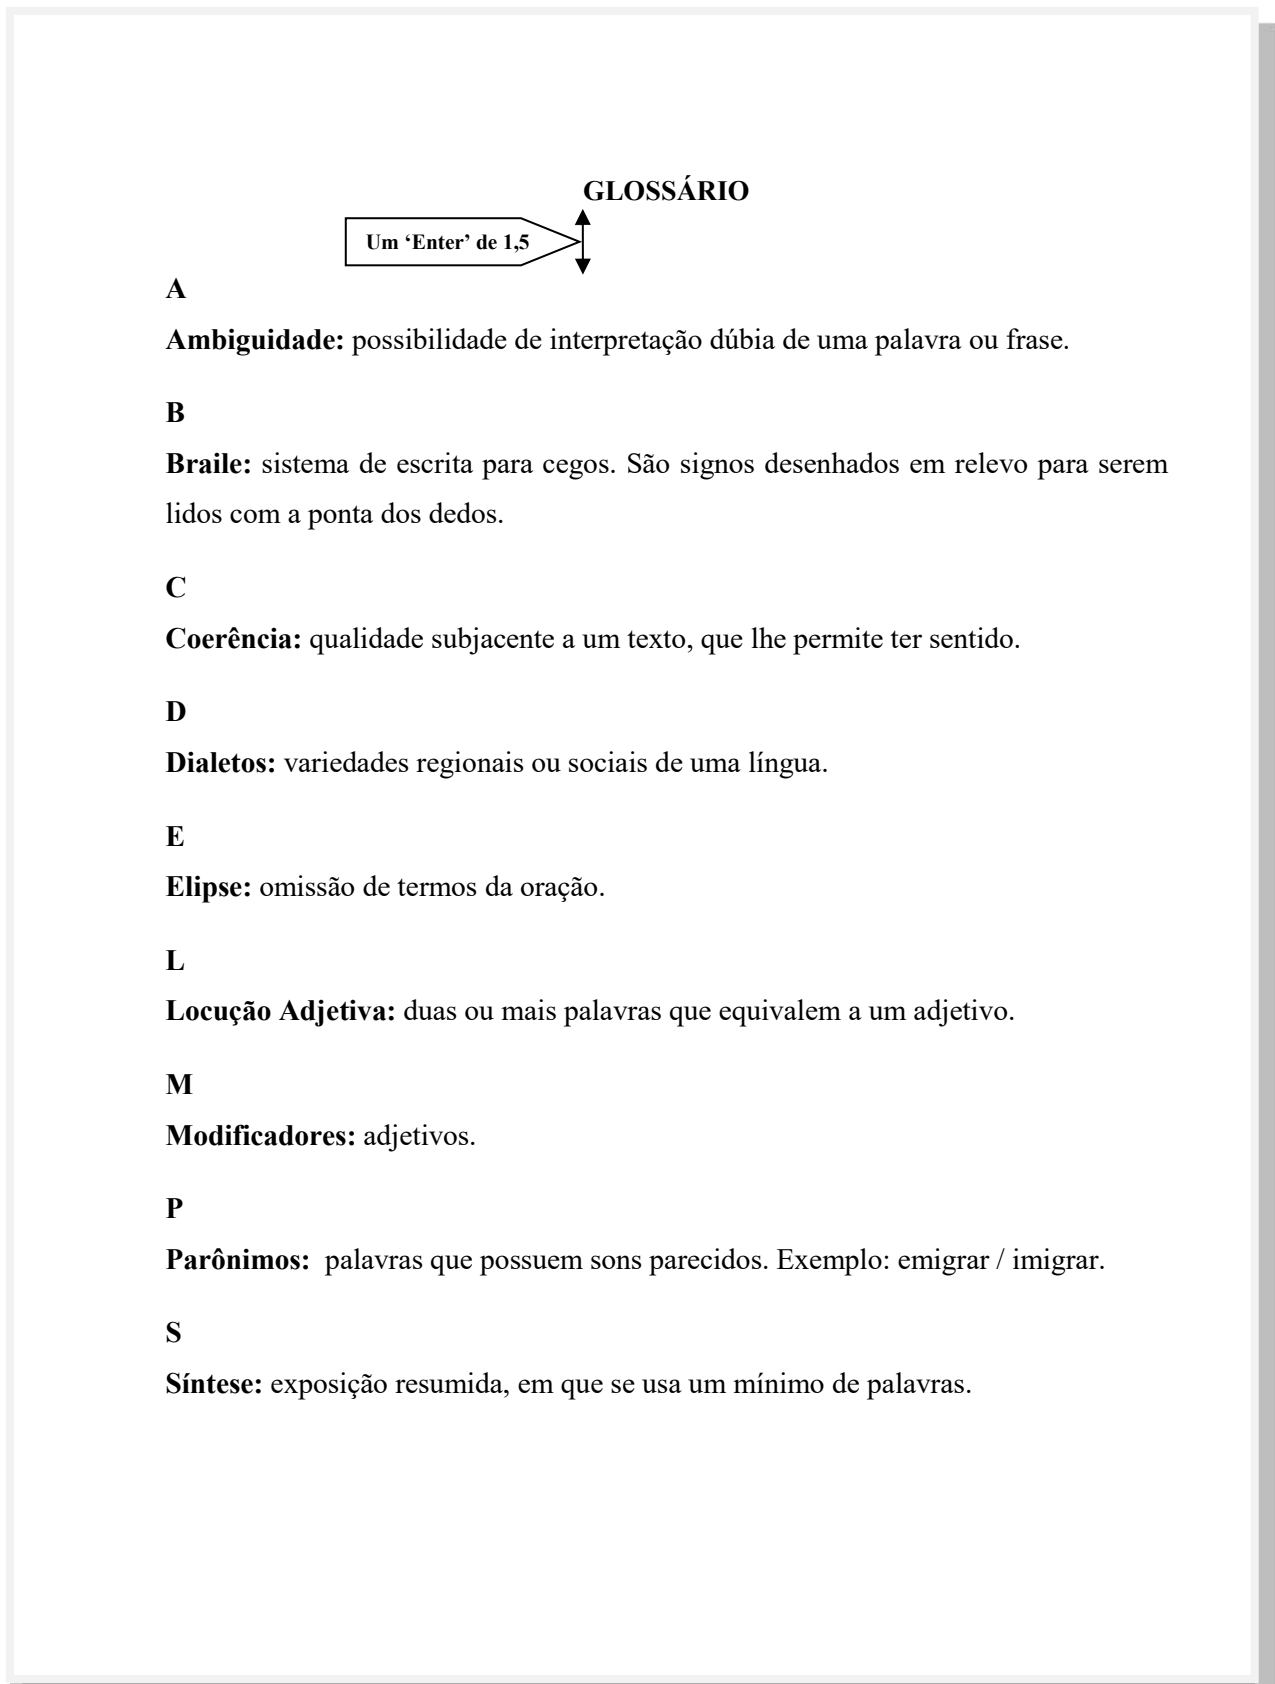 GLOSSÁRIO
Um ‘Enter’ de 1,5
A
Ambiguidade: possibilidade de interpretação dúbia de uma palavra ou frase.
B
Braile: sistema de escrita para cegos. São signos desenhados em relevo para serem
lidos com a ponta dos dedos.
C
Coerência: qualidade subjacente a um texto, que lhe permite ter sentido.
D
Dialetos: variedades regionais ou sociais de uma língua.
E
Elipse: omissão de termos da oração.
L
Locução Adjetiva: duas ou mais palavras que equivalem a um adjetivo.
M
Modificadores: adjetivos.
P
Parônimos:  palavras que possuem sons parecidos. Exemplo: emigrar / imigrar.
S
Síntese: exposição resumida, em que se usa um mínimo de palavras.